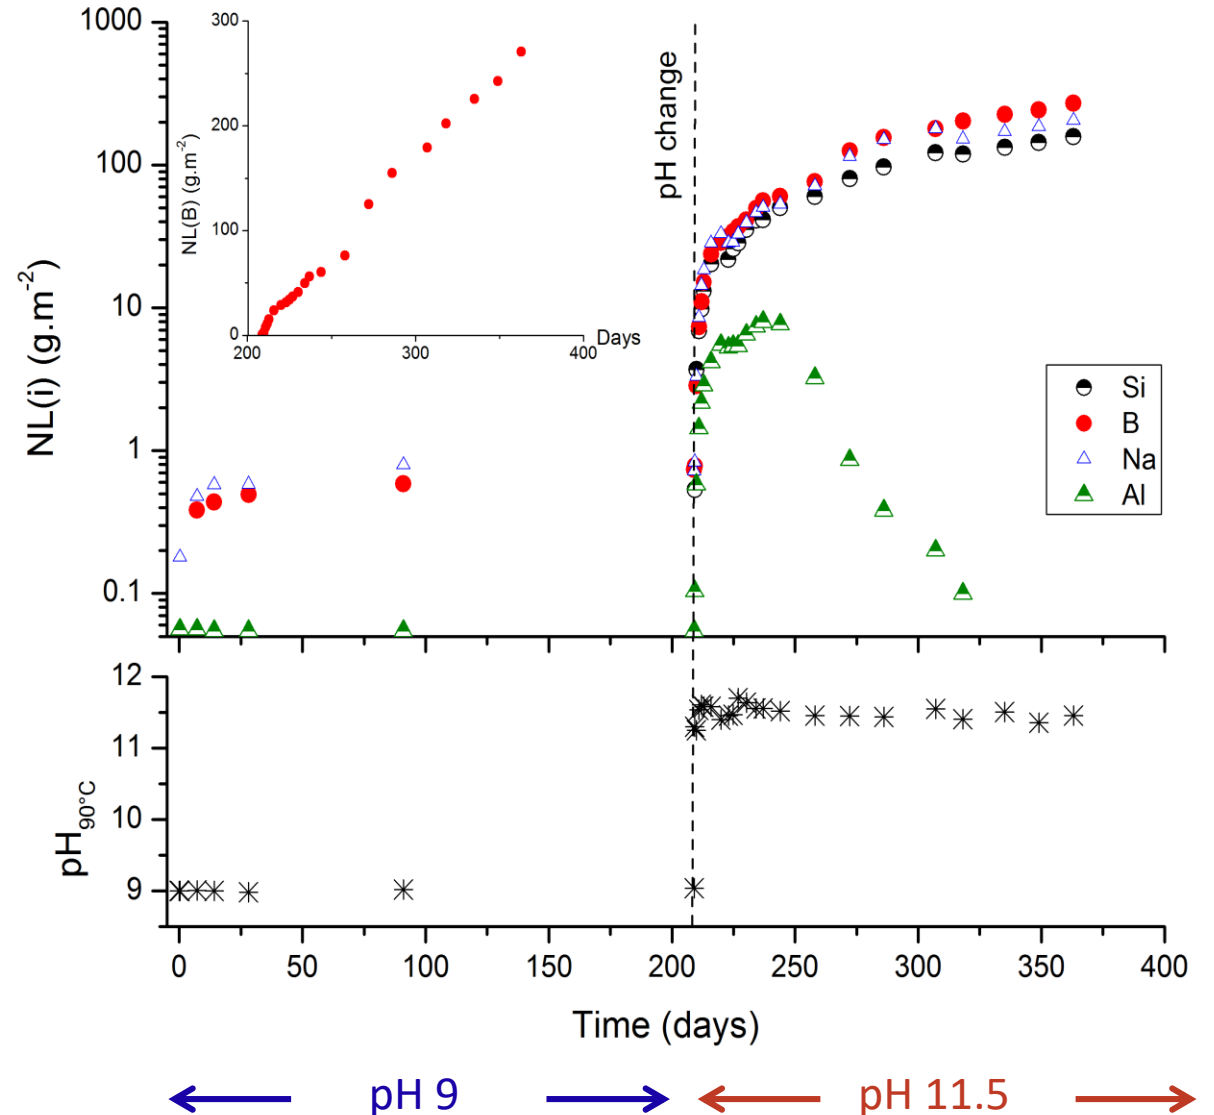 1000
100
10
1
0.1
NL(i) (g.m⁻²)
300
200
100
0
NL(B) (g.m⁻²)
200
300
400
Days
pH change
Si
B
Na
Al
12
11
10
9
pH90°C
0
50
100
150
200
250
300
350
400
Time (days)
pH 9
pH 11.5